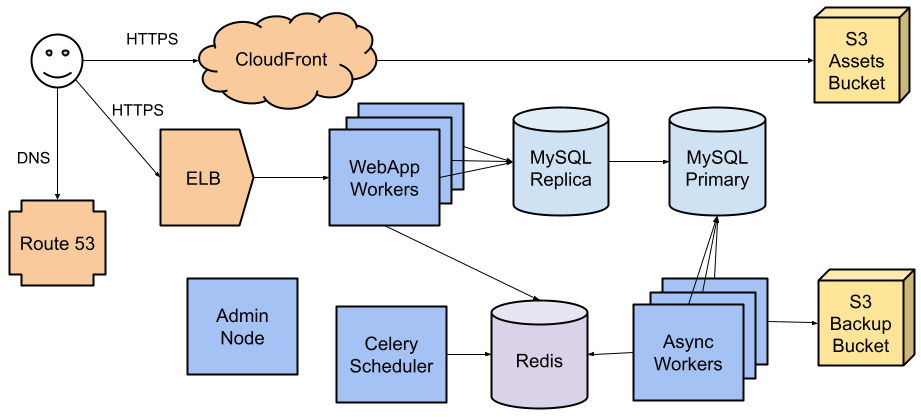 HTTPS
CloudFront
S3
Assets
Bucket
HTTPS
DNS
ELB
WebApp
Workers
MySQL
Replica
MySQL
Primary
Route 53
Admin
Node
Celery
Scheduler
Redis
Async
Workers
S3
Backup
Bucket